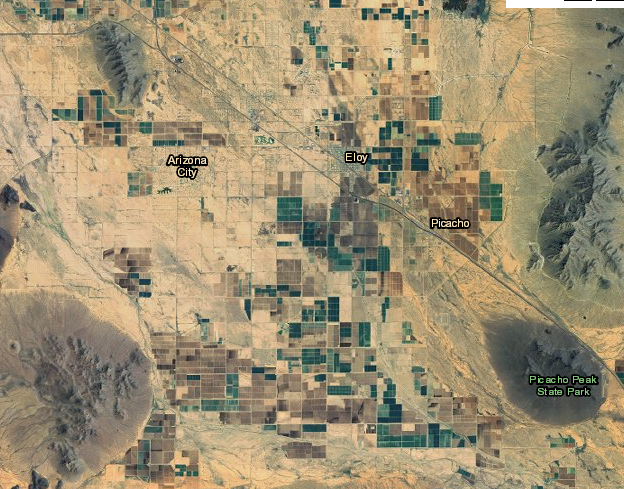 Arizona
City
Eloy
Picacho
Picacho Peak
State Park